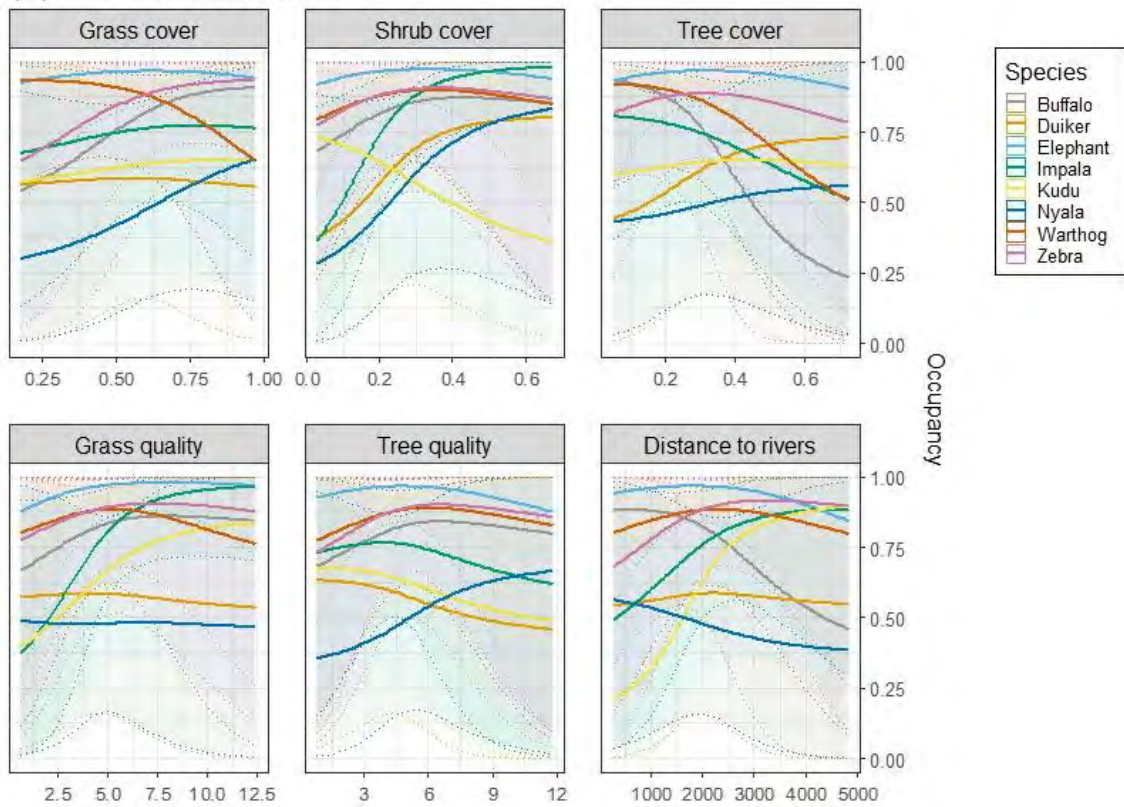 Grass cover Shrub cover Tree cover
Species
Buffalo
Duiker
Elephant
Impala
Kudu
Nyala
Warthog
Zebra
1.00
0.75
0.50
0.25
0.00
0.25 0.50 0.75 1.00 0.0 0.2 0.4 0.6 0.2 0.4 0.6
Occupancy
Grass quality Tree quality Distance to rivers
1.00
0.75
0.50
0.25
0.00
2.5 5.0 7.5 10.0 12.5 3 6 9 12 1000 2000 3000 4000 5000